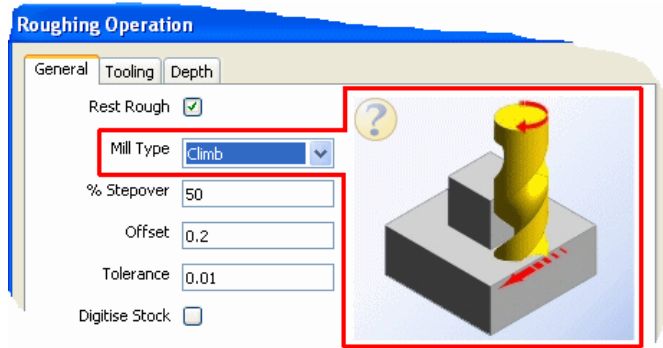 Roughing Operation
General Tooling Depth
Rest Rough
Mill Type Climb
% Stepover 50
Offset 0.2
Tolerance 0.01
Digitise Stock
?